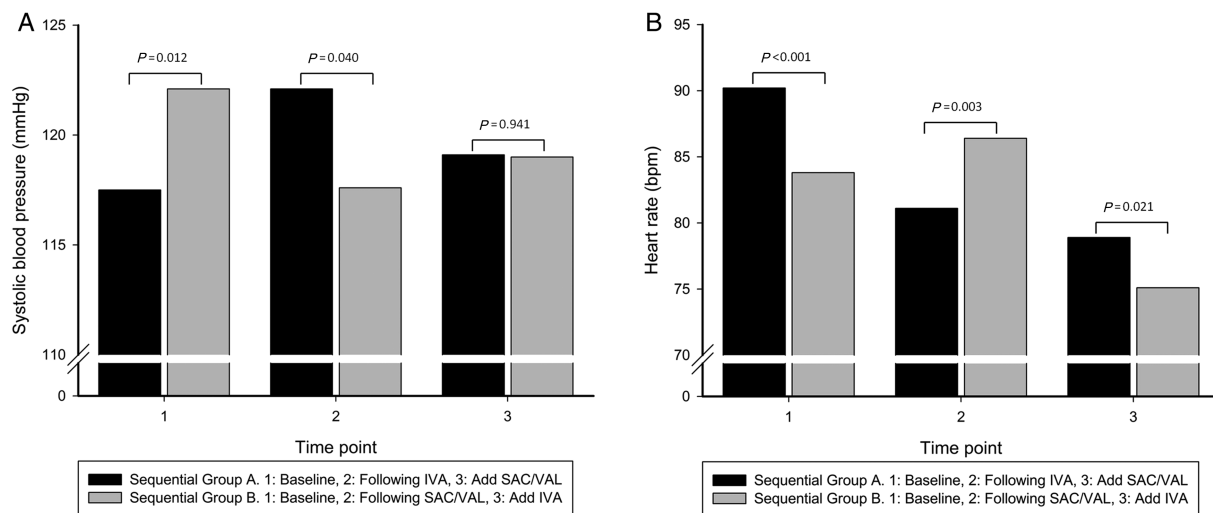 A
Systolic blood pressure (mmHg)
125
120
115
110
0
P=0.012
P=0.040
P=0.941
1
2
3
Time point
Sequential Group A. 1: Baseline, 2: Following IVA, 3: Add SAC/VAL
Sequential Group B. 1: Baseline, 2: Following SAC/VAL, 3: Add IVA
B
Heart rate (bpm)
95
90
85
80
75
70
0
P<0.001
P=0.003
P=0.021
1
2
3
Time point
Sequential Group A. 1: Baseline, 2: Following IVA, 3: Add SAC/VAL
Sequential Group B. 1: Baseline, 2: Following SAC/VAL, 3: Add IVA